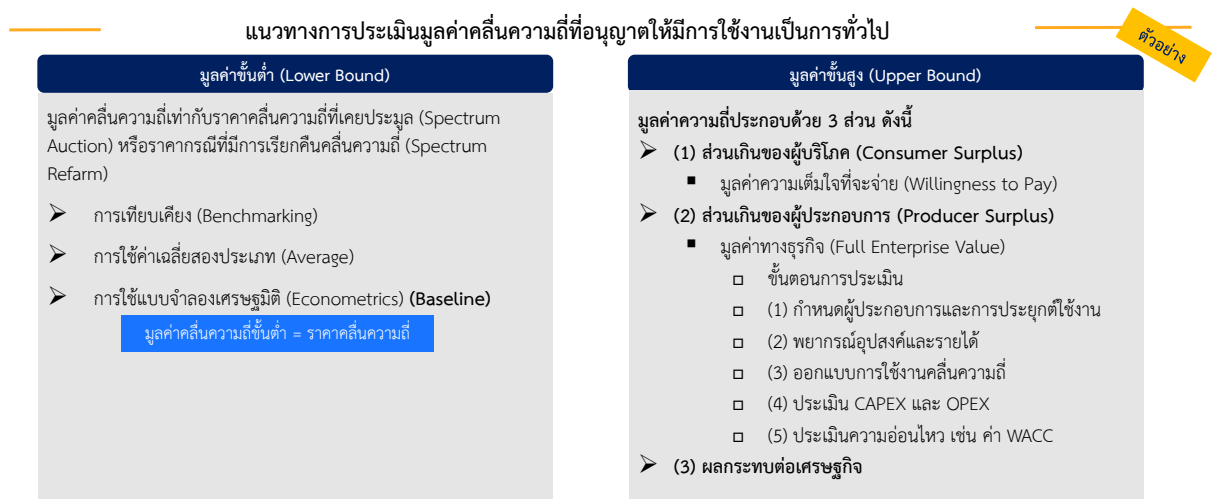 แนวทางการประเมินมูลค่าคลื่นความถี่ที่อนุญาตให้มีการใช้งานเป็นการทั่วไป
ตัวอย่าง
มูลค่าขั้นต่ำ (Lower Bound)
มูลค่าคลื่นความถี่เท่ากับราคาคลื่นความถี่ที่เคยประมูล (Spectrum
Auction) หรือราคากรณีที่มีการเรียกคืนคลื่นความถี่ (Spectrum
Refarm)
➢ การเทียบเคียง (Benchmarking)
➢ การใช้ค่าเฉลี่ยสองประเภท (Average)
➢ การใช้แบบจำลองเศรษฐมิติ (Econometrics) (Baseline)
มูลค่าคลื่นความถี่ขั้นต่ำ = ราคาคลื่นความถี่
มูลค่าขั้นสูง (Upper Bound)
มูลค่าความถี่ประกอบด้วย 3 ส่วน ดังนี้
➢ (1) ส่วนเกินของผู้บริโภค (Consumer Surplus)
▪ มูลค่าความเต็มใจที่จะจ่าย (Willingness to Pay)
➢ (2) ส่วนเกินของผู้ประกอบการ (Producer Surplus)
▪ มูลค่าทางธุรกิจ (Full Enterprise Value)
□ ขั้นตอนการประเมิน
□ (1) กำหนดผู้ประกอบการและการประยุกต์ใช้งาน
□ (2) พยากรณ์อุปสงค์และรายได้
□ (3) ออกแบบการใช้งานคลื่นความถี่
□ (4) ประเมิน CAPEX และ OPEX
□ (5) ประเมินความอ่อนไหว เช่น ค่า WACC
➢ (3) ผลกระทบต่อเศรษฐกิจ